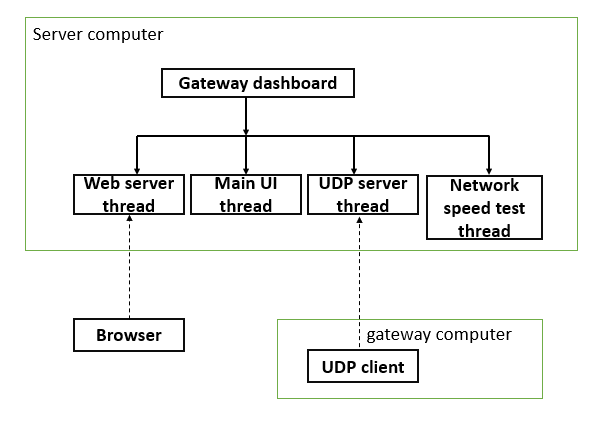 Server computer
Gateway dashboard
Web server
thread
Main UI
thread
UDP server
thread
Network
speed test
thread
Browser
gateway computer
UDP client